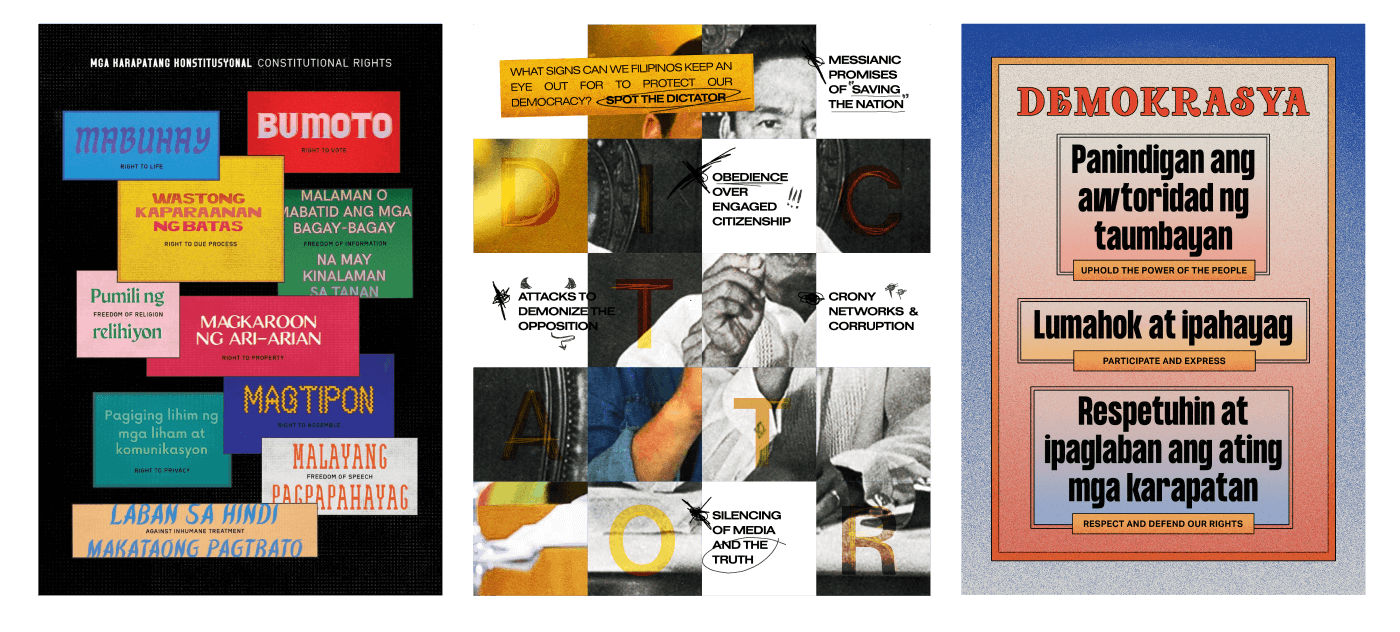 MGA KARAPATANG KONSTITUSYONAL CONSTITUTIONAL RIGHTS
MABUHAY
RIGHT TO LIFE
BUMOTO
RIGHT TO VOTE
WASTONG
KAPARAANAN
NG BATAS
RIGHT TO DUE PROCESS
MALAMAN O
MABATID ANG MGA
BAGAY-BAGAY
FREEDOM OF INFORMATION
NA MAY
KINALAMAN
SA TANAN
Pumili ng
FREEDOM OF RELIGION
relihiyon
MAGKAROON
NG ARI-ARIAN
RIGHT TO PROPERTY
MAGTIPON
RIGHT TO ASSEMBLE
Pagiging lihim ng
mga liham at
komunikasyon
RIGHT TO PRIVACY
MALAYANG
FREEDOM OF SPEECH
PAGPAPAHAYAG
LABAN SA HINDI
AGAINST INHUMANE TREATMENT
MAKATAONG PAGTRATO
WHAT SIGNS CAN WE FILIPINOS KEEP AN
EYE OUT FOR TO PROTECT OUR
DEMOCRACY? SPOT THE DICTATOR
MESSIANIC
PROMISES
OF "SAVING
THE NATION"
D I C
OBEDIENCE
OVER
ENGAGED
CITIZENSHIP
!!!
ATTACKS TO
DEMONIZE THE
OPPOSITION
T
CRONY
NETWORKS &
CORRUPTION
A T
O R
SILENCING
OF MEDIA
AND THE
TRUTH
DEMOKRASYA
Panindigan ang
awtoridad ng
taumbayan
UPHOLD THE POWER OF THE PEOPLE
Lumahok at ipahayag
PARTICIPATE AND EXPRESS
Respetuhin at
ipaglaban ang ating
mga karapatan
RESPECT AND DEFEND OUR RIGHTS